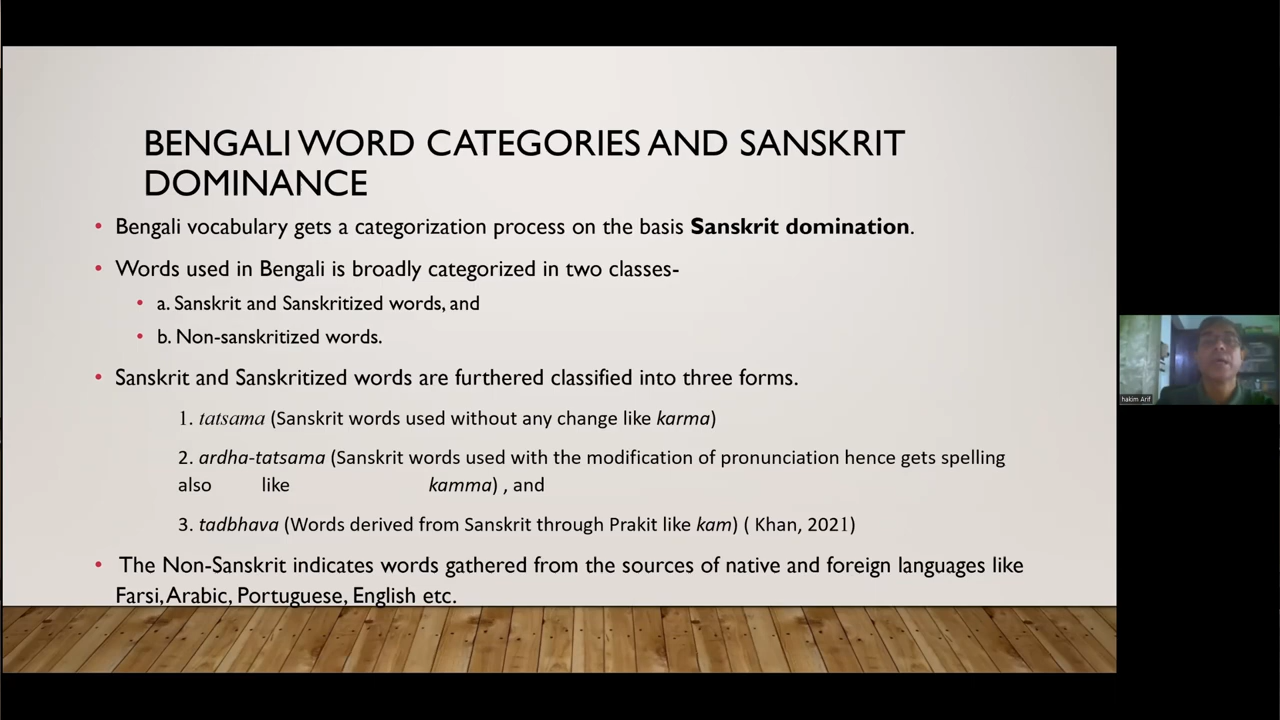 BENGALI WORD CATEGORIES AND SANSKRIT
DOMINANCE
• Bengali vocabulary gets a categorization process on the basis Sanskrit domination.
• Words used in Bengali is broadly categorized in two classes-
• a. Sanskrit and Sanskritized words, and
• b. Non-sanskritized words.
• Sanskrit and Sanskritized words are furthered classified into three forms.
1. tatsama (Sanskrit words used without any change like karma)
2. ardha-tatsama (Sanskrit words used with the modification of pronunciation hence gets spelling
also like kamma) , and
3. tadbhava (Words derived from Sanskrit through Prakit like kam) ( Khan, 2021)
• The Non-Sanskrit indicates words gathered from the sources of native and foreign languages like
Farsi, Arabic, Portuguese, English etc.
hakim Arif